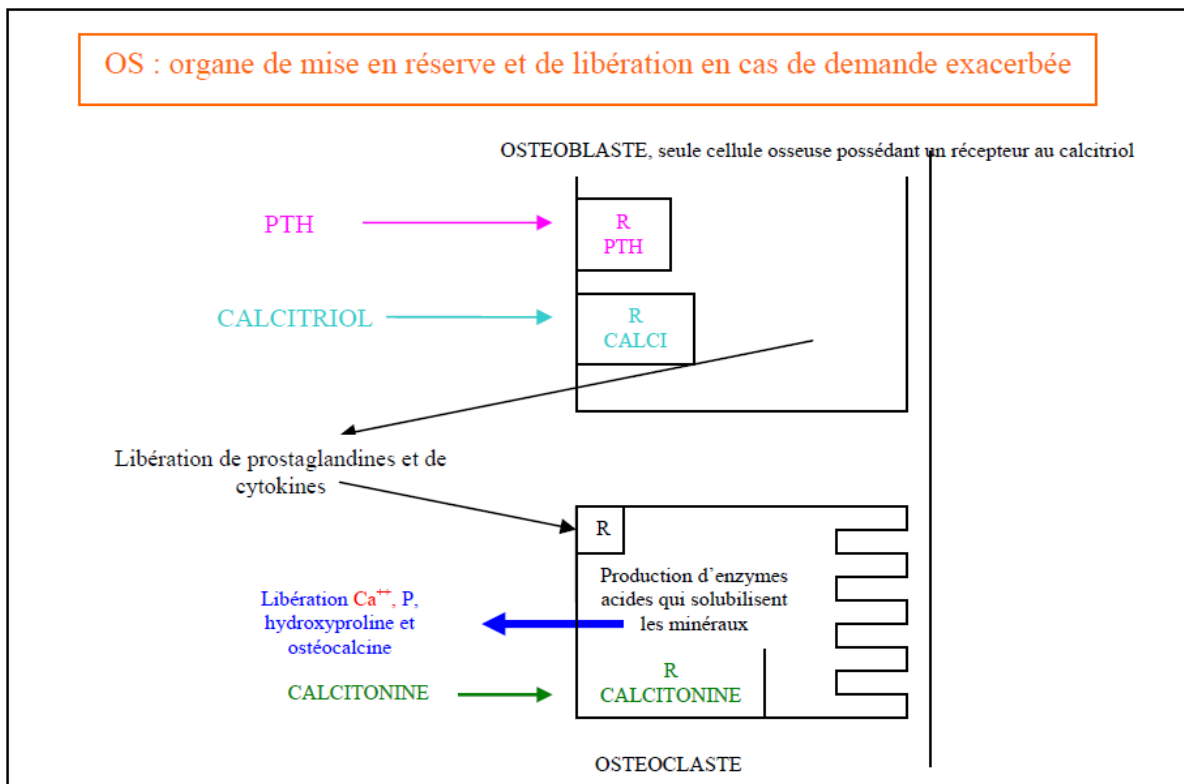 OS : organe de mise en réserve et de libération en cas de demande exacerbée
OSTEOBLASTE, seule cellule osseuse possédant un récepteur au calcitriol
PTH
R
PTH
CALCITRIOL
R
CALCI
Libération de prostaglandines et de
cytokines
R
Production d'enzymes
acides qui solubilisent
les minéraux
Libération Ca++, P,
hydroxyproline et
ostéocalcine
CALCITONINE
R
CALCITONINE
OSTEOCLASTE